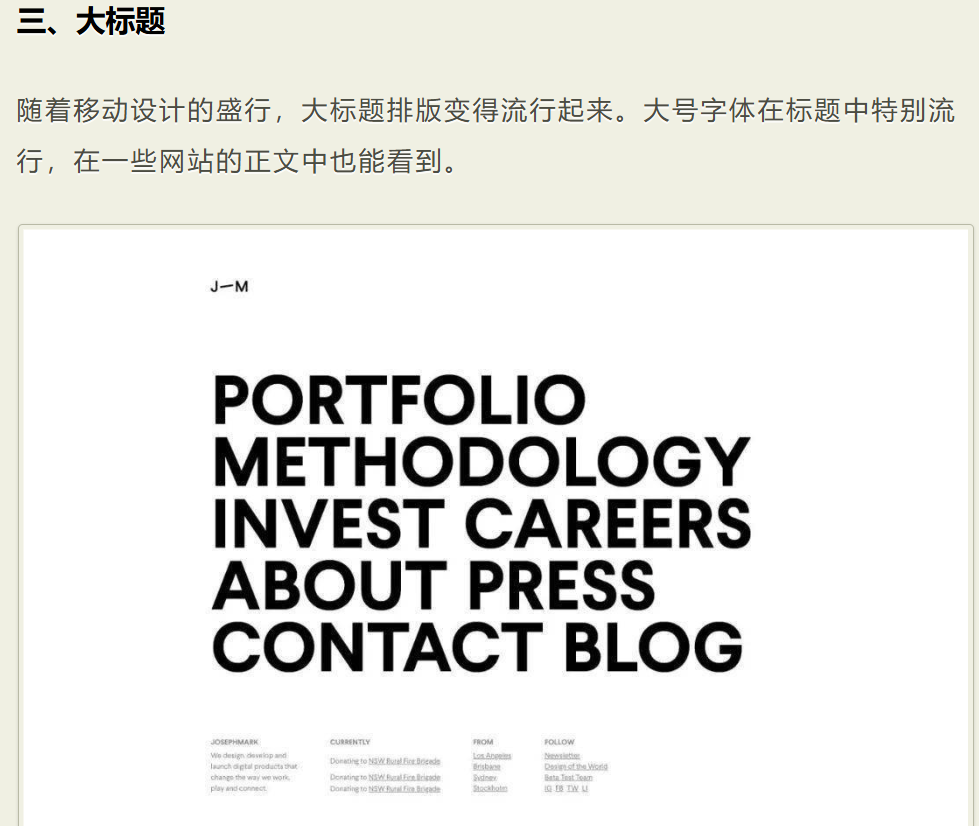 三、大标题
随着移动设计的盛行，大标题排版变得流行起来。大号字体在标题中特别流
行，在一些网站的正文中也能看到。
J—M
PORTFOLIO
METHODOLOGY
INVEST CAREERS
ABOUT PRESS
CONTACT BLOG
JOSEPHMARK
We design, develop and
launch digital products that
change the way we work,
play and connect.
CURRENTLY
Donating to NSW Rural Fire Brigade
Donating to NSW Rural Fire Brigade
Donating to NSW Rural Fire Brigade
FROM
Los Angeles
Brisbane
Sydney
Stockholm
FOLLOW
Newsletter
Design of the World
Beta Test Team
IG FB TW LI